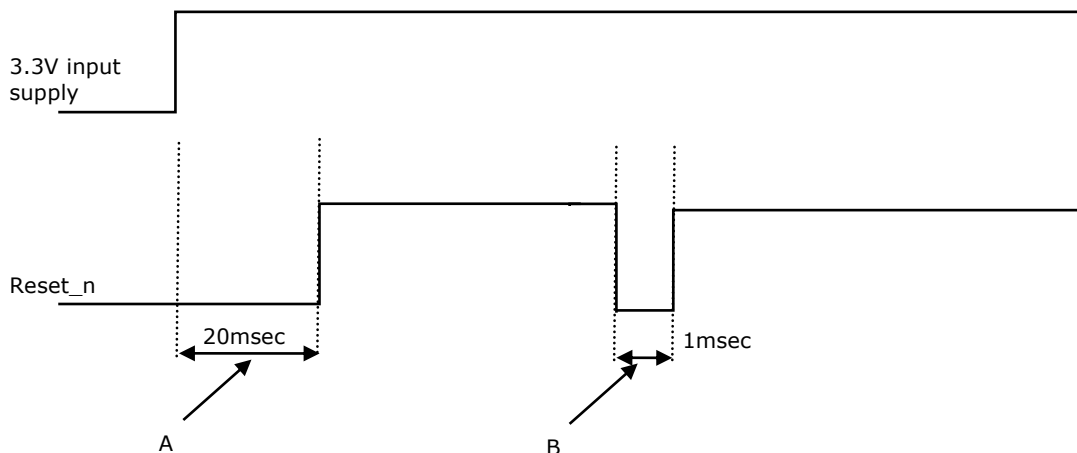 3.3V input
supply
Reset_n
20msec
1msec
A
B